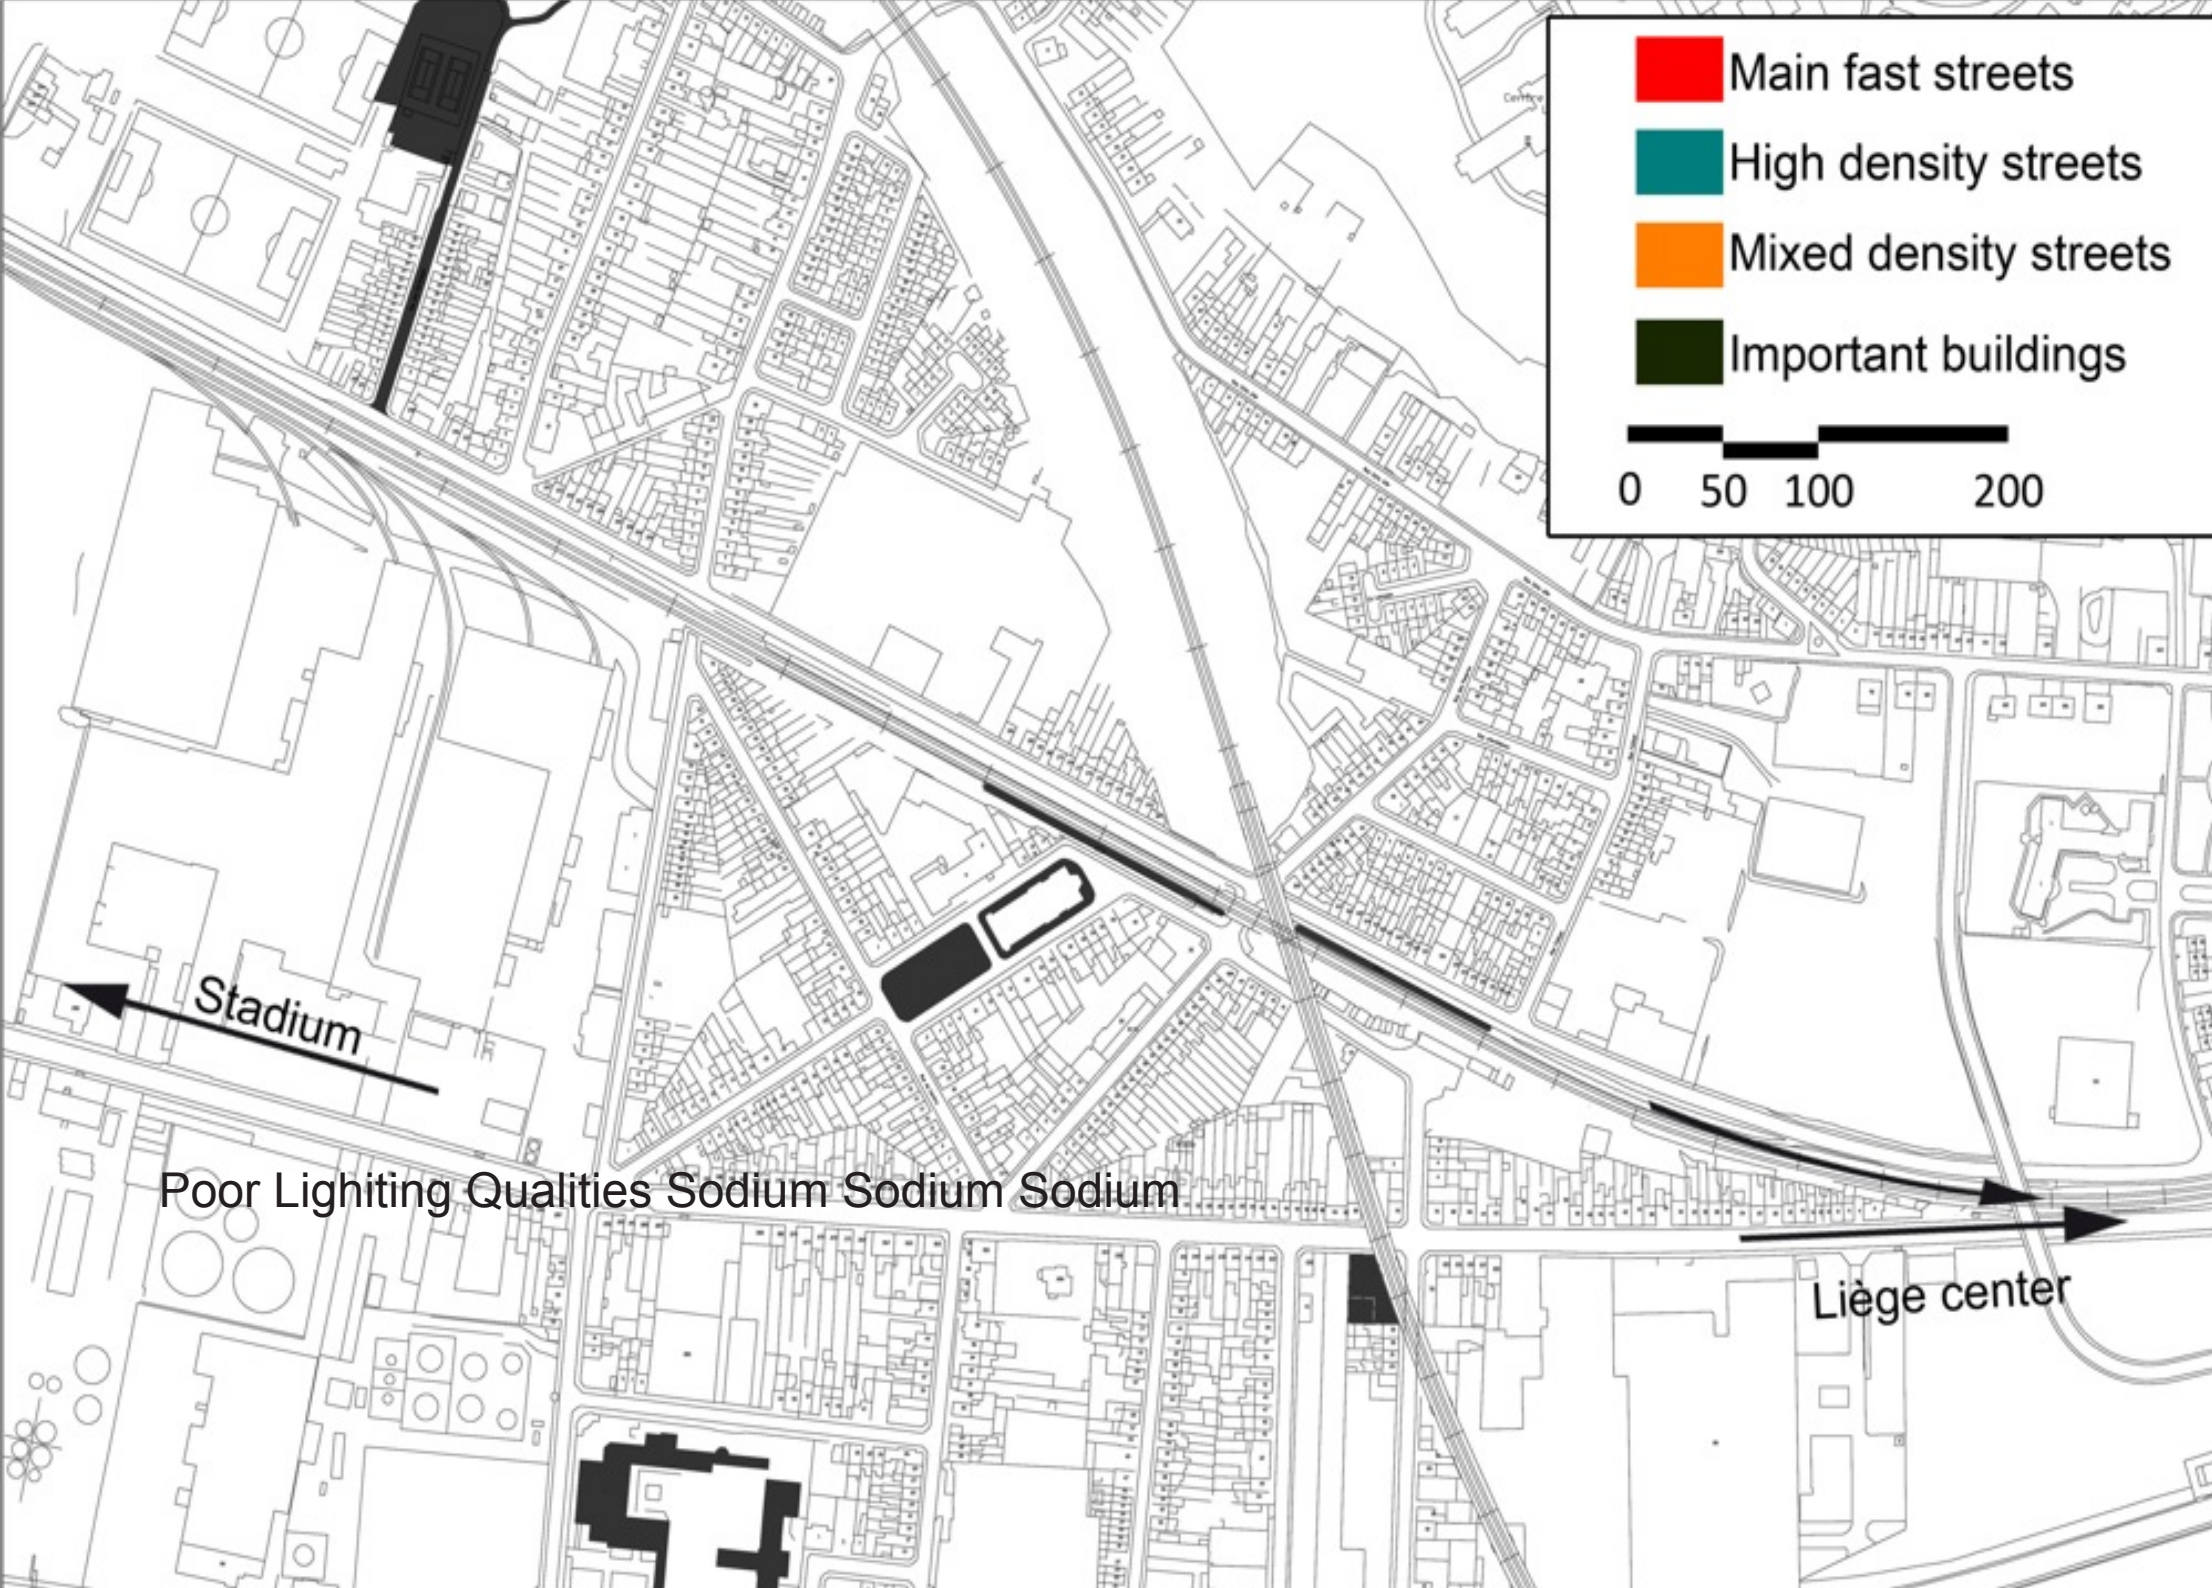 Main fast streets
High density streets
Mixed density streets
Important buildings
0 50 100 200
Stadium
Poor Lighiting Qualities Sodium Sodium Sodium
Liège center